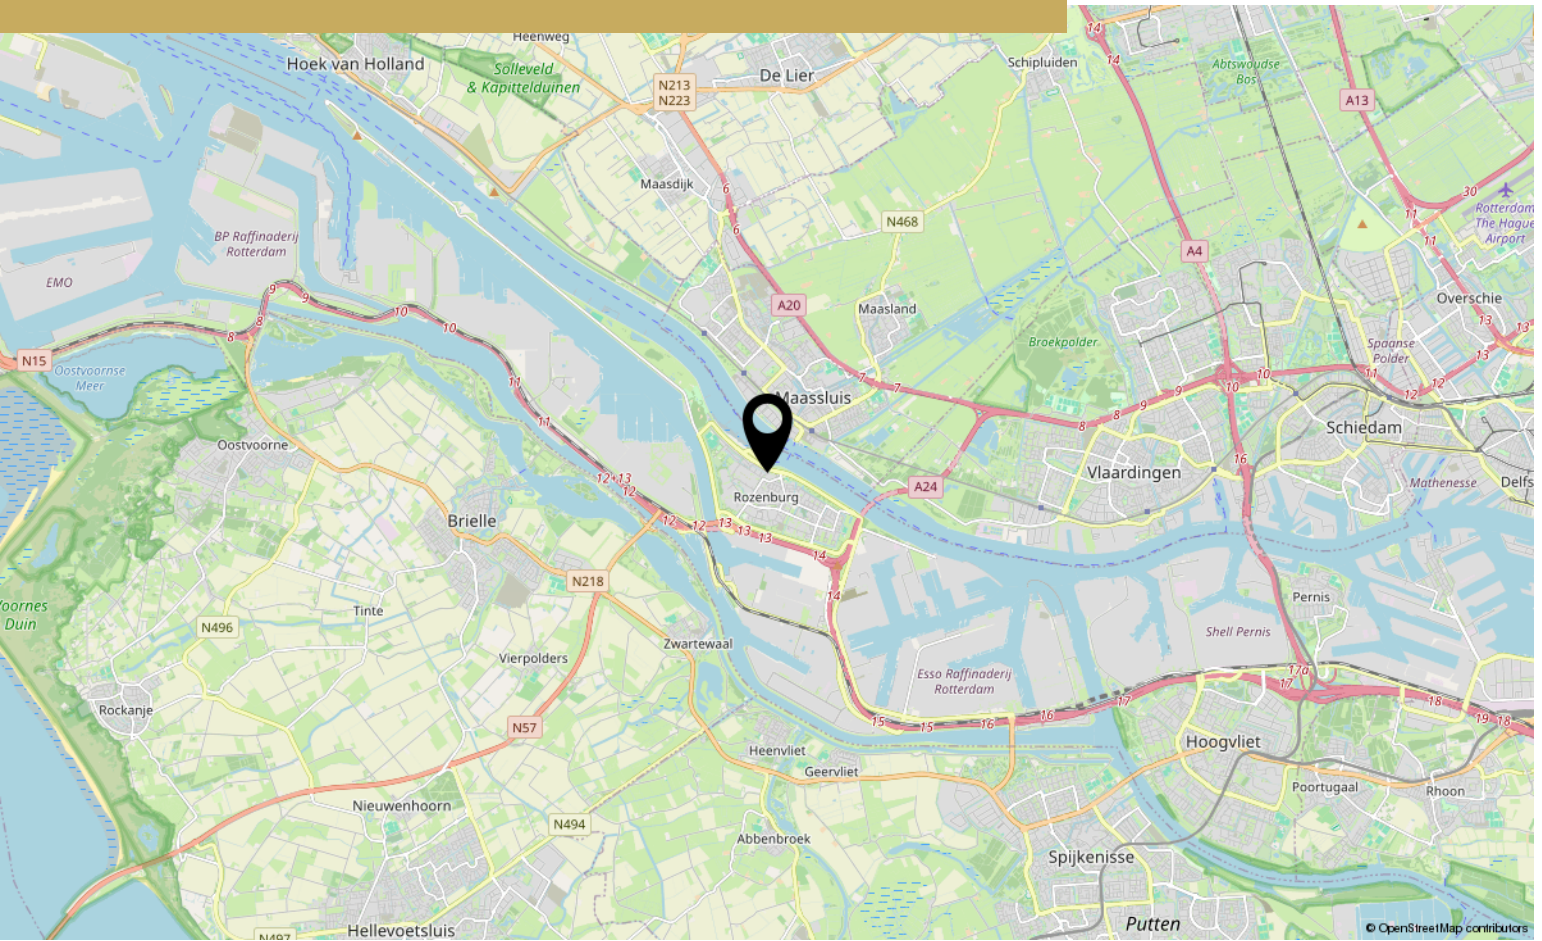 Heenweg
Hoek van Holland
Solleveld
& Kapittelduinen
N213
N223
De Lier
Schipluiden
14
14
Abtswoudse
Bos
A13
Maasdijk
6
6
N468
30
11
11
Rotterdam
The Hague
Airport
A4
BP Raffinaderij
Rotterdam
EMO
9
9
10
10
8
8
N15
Oostvoornse
Meer
A20
Maasland
Overschie
13
13
13
Broekpolder
Spaanse
Polder
11
11
7
7
Maassluis
10
10
11
12
12
9
9
8
8
Oostvoorne
Schiedam
16
Vlaardingen
Mathenesse
Delfs
12+13
12
A24
Rozenburg
Brielle
12
12
13
13
13
14
N218
14
Tinte
N496
Voornes
Duin
Pernis
Shell Pernis
Zwartewaal
Vierpolders
Esso Raffinaderij
Rotterdam
17a
17
17
18
19
18
Rockanje
N57
15
15
16
16
Heenvliet
Geervliet
Hoogvliet
Poortugaal
Rhoon
Nieuwenhoorn
N494
Abbenbroek
Spijkenisse
Putten
Hellevoetsluis
N497
© OpenStreetMap contributors